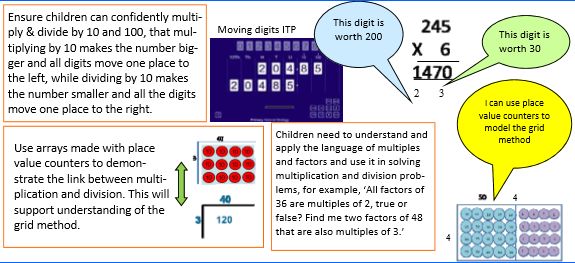 Ensure children can confidently multi-
ply & divide by 10 and 100, that mul-
tiplying by 10 makes the number big-
ger and all digits move one place to
the left, while dividing by 10 makes
the number smaller and all the digits
move one place to the right.
Moving digits ITP
2 0 4 8 5
2 0 4 8 5
This digit is
worth 200
245
X 6
1470
2 3
This digit is
worth 30
I can use place
value counters to
model the grid
method
Use arrays made with place
value counters to demon-
strate the link between multi-
plication and division. This will
support understanding of the
grid method.
40
3 120
Children need to understand and
apply the language of multiples
and factors and use it in solving
multiplication and division prob-
lems, for example, ‘All factors of
36 are multiples of 2, true or
false? Find me two factors of 48
that are also multiples of 3.’
4
4